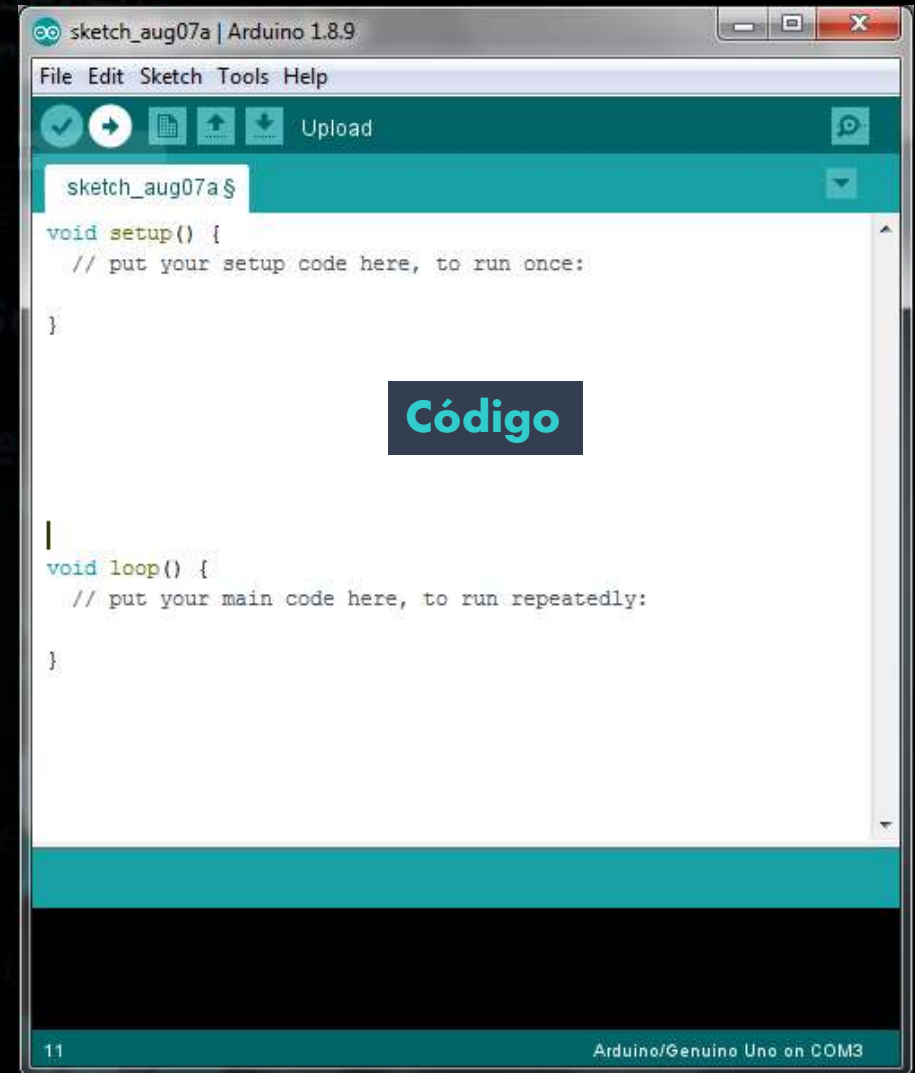 sketch_aug07a | Arduino 1.8.9
File Edit Sketch Tools Help
Upload
sketch_aug07a §
void setup() {
  // put your setup code here, to run once:
}
Código
void loop() {
  // put your main code here, to run repeatedly:
}
11 Arduino/Genuino Uno on COM3